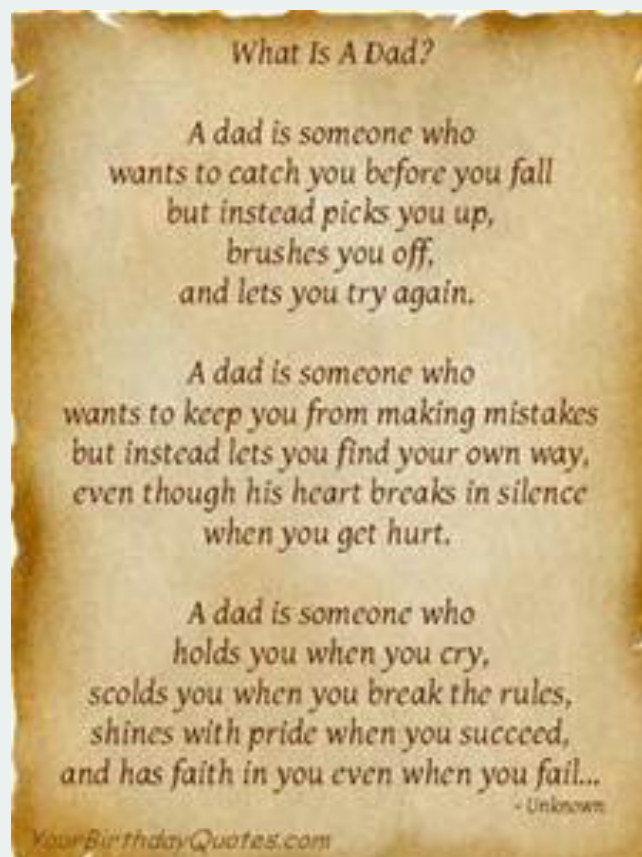 What Is A Dad?
A dad is someone who
wants to catch you before you fall
but instead picks you up,
brushes you off,
and lets you try again.
A dad is someone who
wants to keep you from making mistakes
but instead lets you find your own way,
even though his heart breaks in silence
when you get hurt.
A dad is someone who
holds you when you cry,
scolds you when you break the rules,
shines with pride when you succeed,
and has faith in you even when you fail...
- Unknown
YourBirthdayQuotes.com